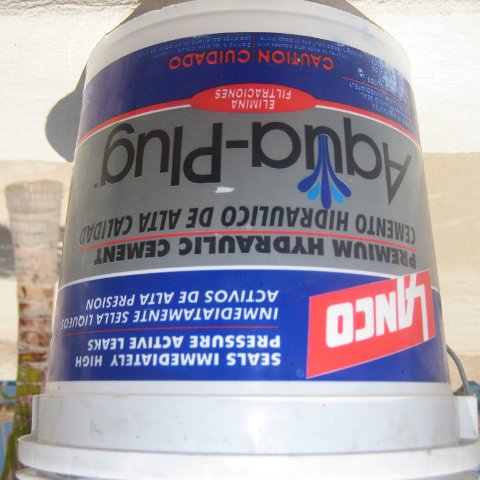 LANCO
SEALS IMMEDIATELY HIGH
PRESSURE ACTIVE LEAKS
INMEDIATAMENTE SELLA LIQUEOS
ACTIVOS DE ALTA PRESION
PREMIUM HYDRAULIC CEMENT
CEMENTO HIDRAULICO DE ALTA CALIDAD
Aqua-Plug
ELIMINA
FILTRACIONES
CAUTION CUIDADO